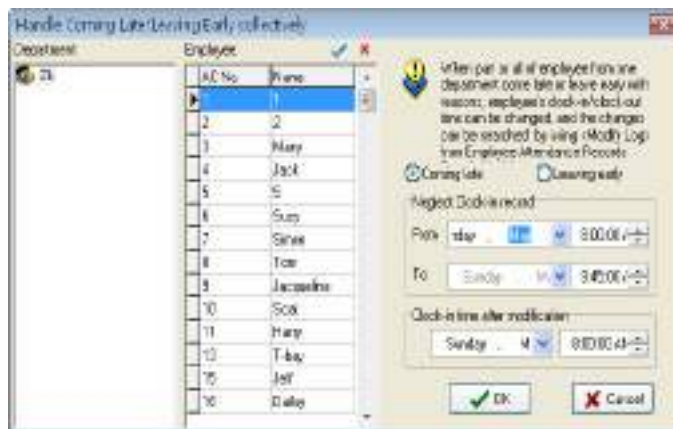 Handle Coming Late/Leaving Early collectively
Department
Employee
AC No.
Name
1
1
2
2
3
Mary
4
Jack
5
5
6
Susy
7
8
Tom
9
Jacqueline
10
11
Harry
13
T-bag
15
Jeff
16
When part or all of employee from one
department come late or leave early with
reasons, employee's clock-in/clock-out
time can be changed, and the changes
can be searched by using <Modify Log>
from Employee Attendance Records
Coming late
Leaving early
Neglect Clock-in record
From
8:00:00
To
Sunday
9:45:00
Clock-in time after modification
Sunday
8:00:00
OK
Cancel